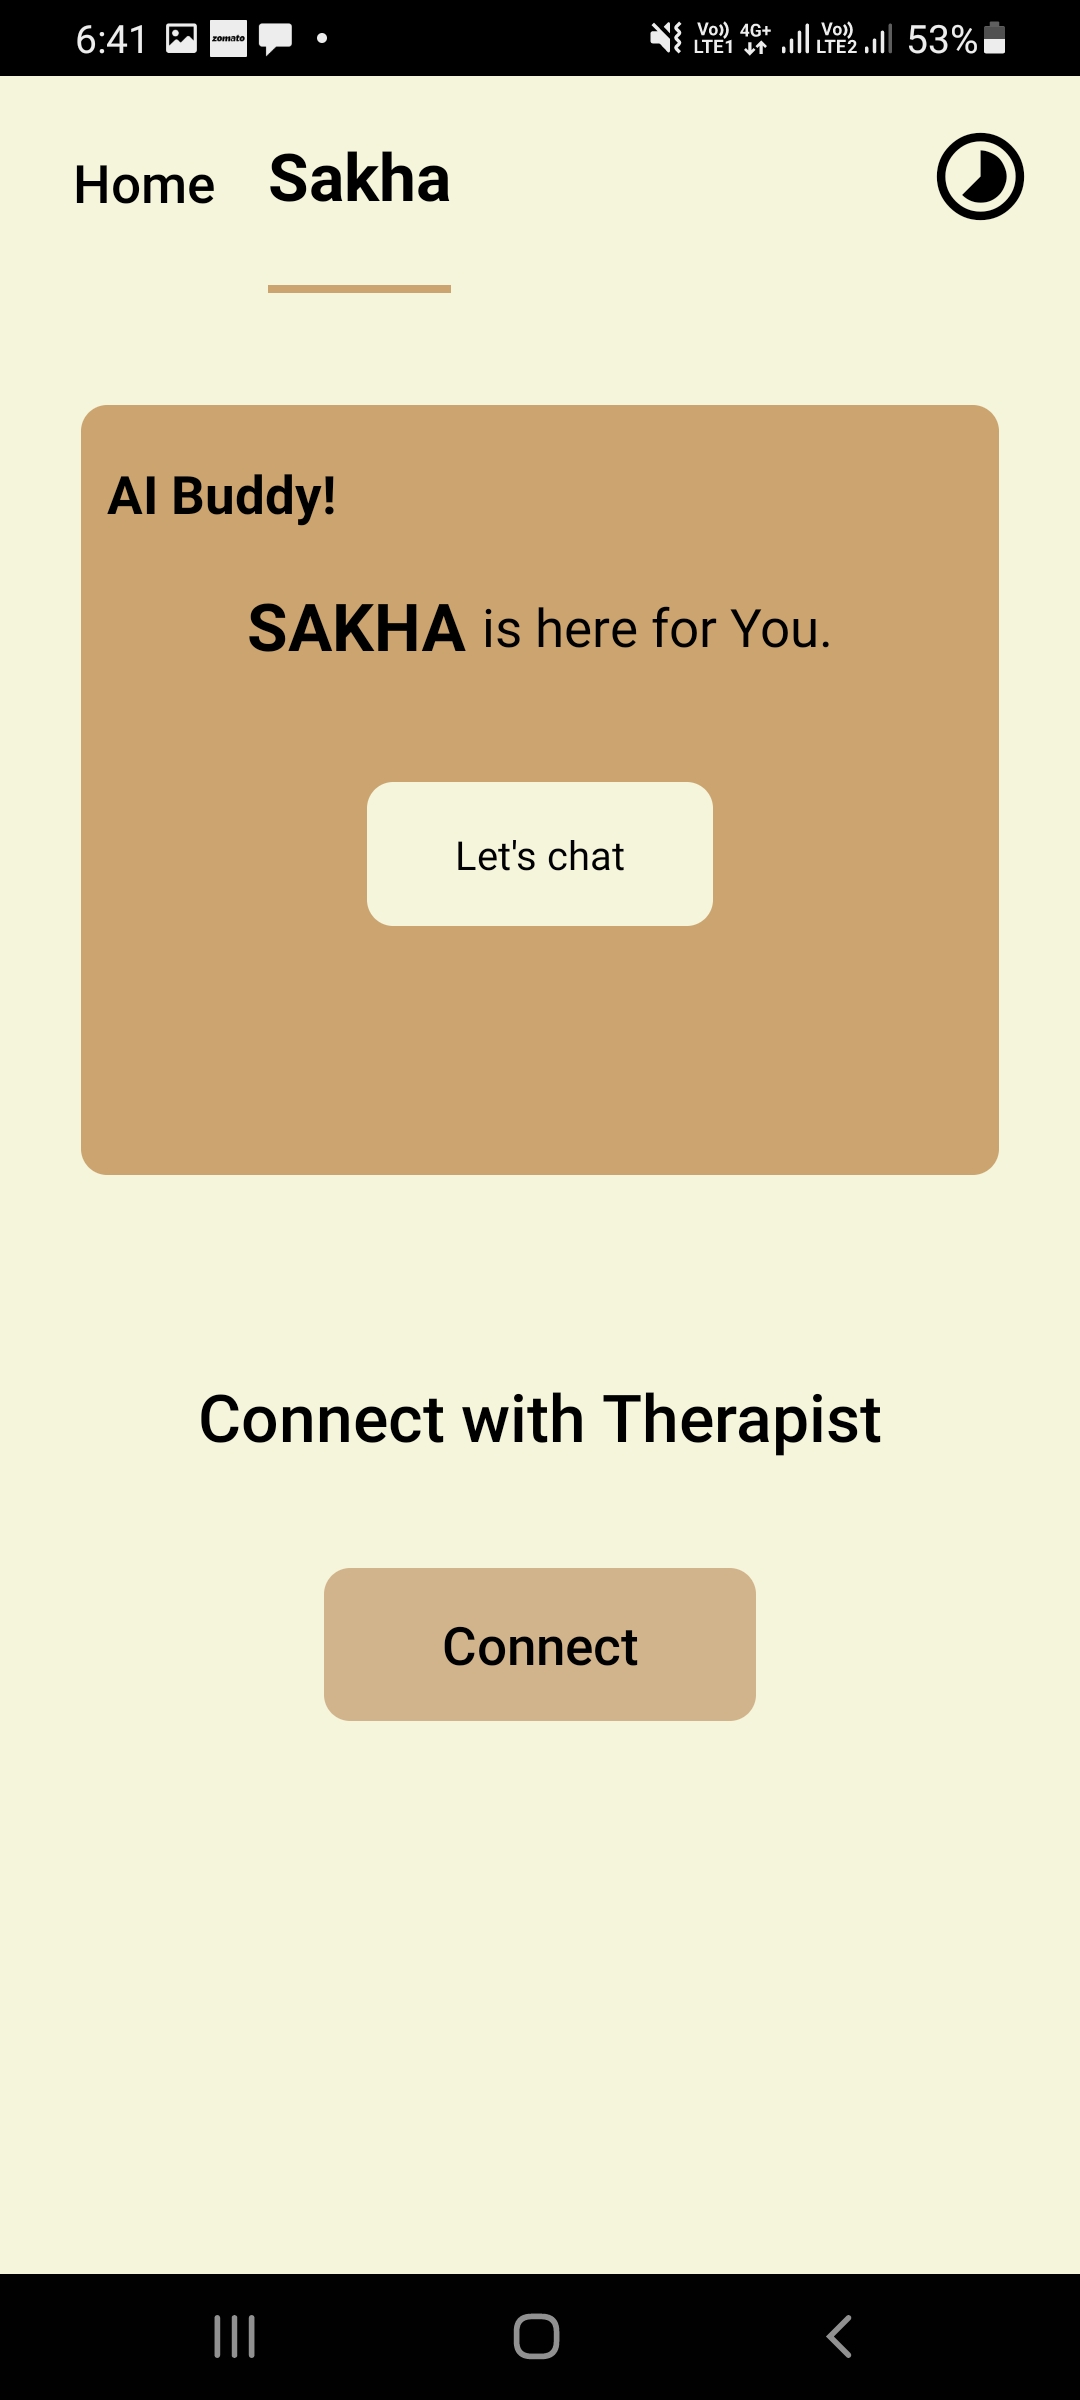 6:41 zomato Vo)) LTE1 4G+ Vo)) LTE2 53%
Home Sakha
AI Buddy!
SAKHA is here for You.
Let's chat
Connect with Therapist
Connect